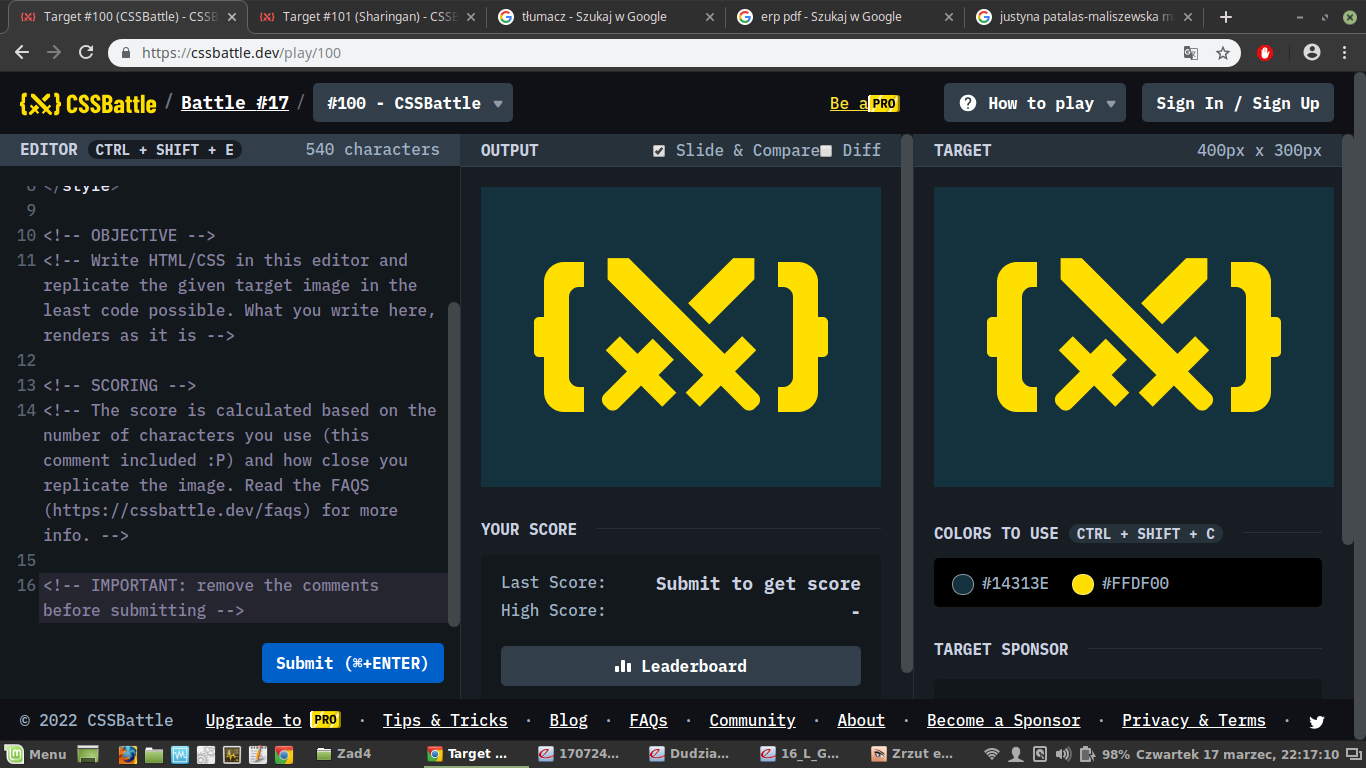 Target #100 (CSSBattle) - CSSB
Target #101 (Sharingan) - CSSB
tłumacz - Szukaj w Google
erp pdf - Szukaj w Google
justyna patalas-maliszewska m
https://cssbattle.dev/play/100
{X} CSSBattle / Battle #17 / #100 - CSSBattle
Be a PRO
How to play
Sign In / Sign Up
EDITOR CTRL + SHIFT + E 540 characters
8 </style>
9
10 <!-- OBJECTIVE -->
11 <!-- Write HTML/CSS in this editor and
replicate the given target image in the
least code possible. What you write here,
renders as it is -->
12
13 <!-- SCORING -->
14 <!-- The score is calculated based on the
number of characters you use (this
comment included :P) and how close you
replicate the image. Read the FAQS
(https://cssbattle.dev/faqs) for more
info. -->
15
16 <!-- IMPORTANT: remove the comments
before submitting -->
Submit (⌘+ENTER)
OUTPUT Slide & Compare Diff
YOUR SCORE
Last Score: Submit to get score
High Score: -
Leaderboard
TARGET 400px x 300px
COLORS TO USE CTRL + SHIFT + C
#14313E #FFDF00
TARGET SPONSOR
© 2022 CSSBattle Upgrade to PRO · Tips & Tricks · Blog · FAQs · Community · About · Become a Sponsor · Privacy & Terms ·
Menu Zad4 Target ... 170724... Dudzia... 16_L_G... Zrzut e... 98% Czwartek 17 marzec, 22:17:10